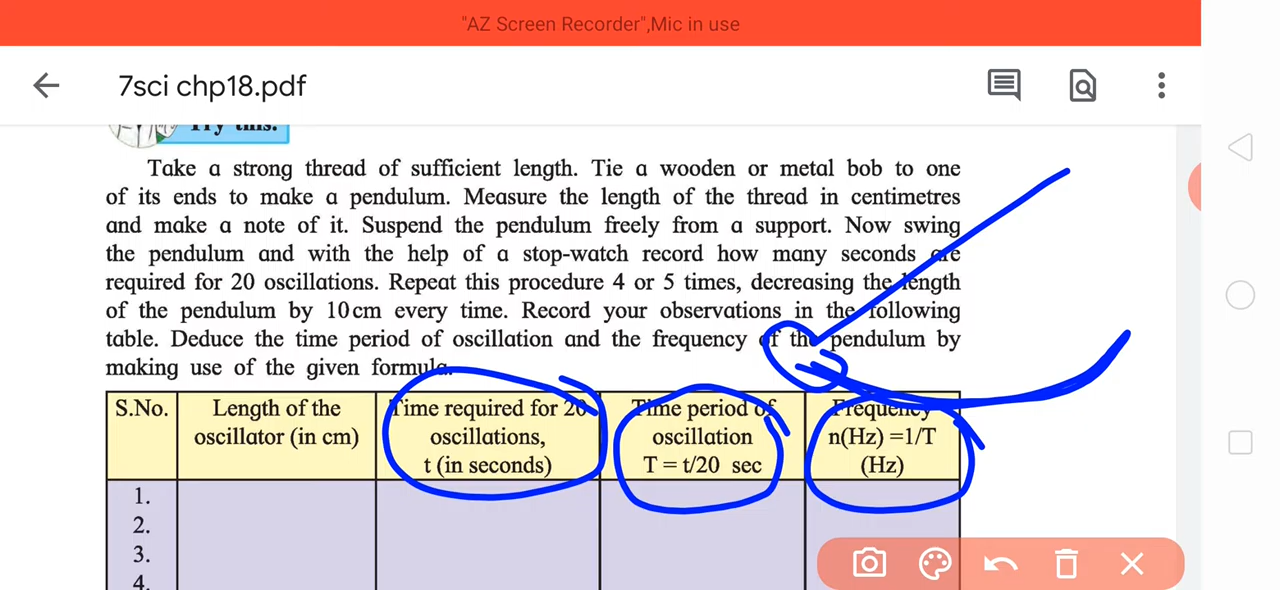 "AZ Screen Recorder",Mic in use
7sci chp18.pdf
Try this.
Take a strong thread of sufficient length. Tie a wooden or metal bob to one
of its ends to make a pendulum. Measure the length of the thread in centimetres
and make a note of it. Suspend the pendulum freely from a support. Now swing
the pendulum and with the help of a stop-watch record how many seconds are
required for 20 oscillations. Repeat this procedure 4 or 5 times, decreasing the length
of the pendulum by 10 cm every time. Record your observations in the following
table. Deduce the time period of oscillation and the frequency of the pendulum by
making use of the given formula.
S.No.
Length of the
oscillator (in cm)
Time required for 20
oscillations,
t (in seconds)
Time period of
oscillation
T = t/20 sec
Frequency
n(Hz) =1/T
(Hz)
1.
2.
3.
4.